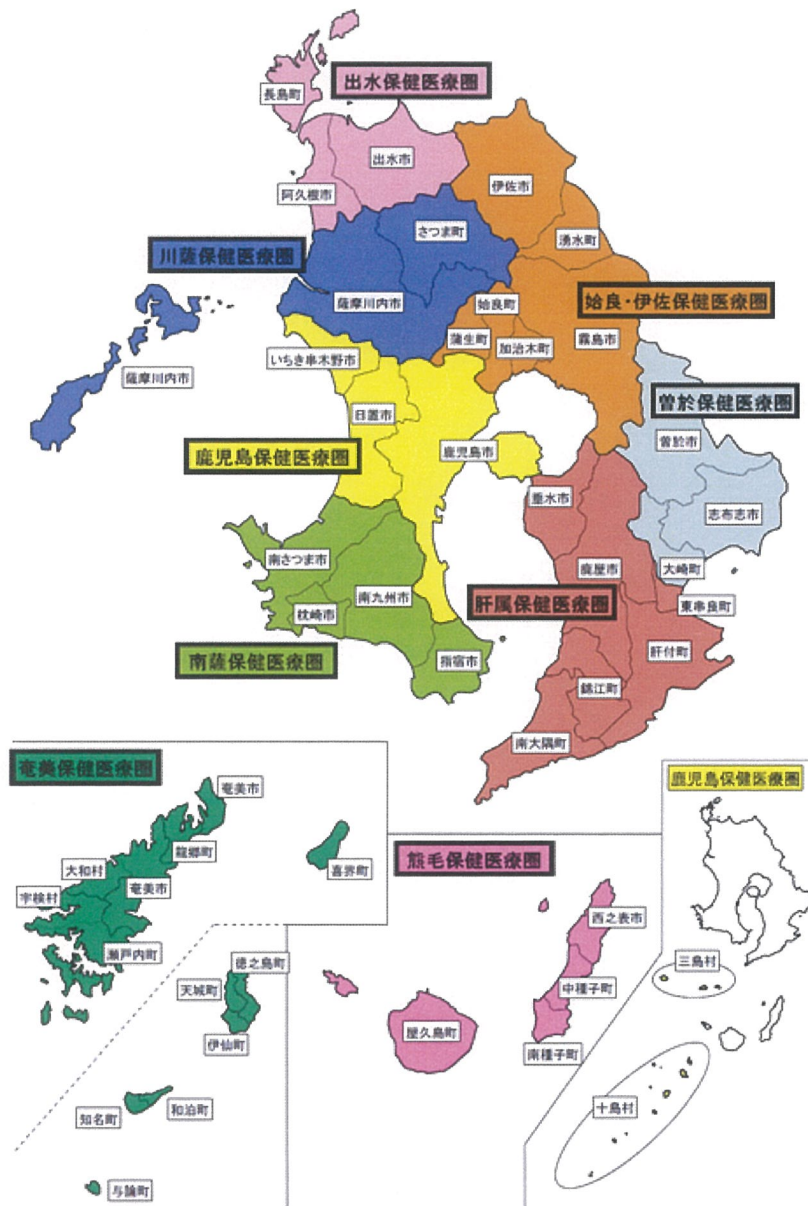 出水保健医療圏
長島町
出水市
阿久根市
伊佐市
さつま町
湧水町
川薩保健医療圏
薩摩川内市
姶良町
姶良・伊佐保健医療圏
蒲生町
加治木町
霧島市
いちき串木野市
薩摩川内市
日置市
曽於保健医療圏
曽於市
鹿児島保健医療圏
鹿児島市
垂水市
志布志市
南さつま市
鹿屋市
大崎町
南九州市
肝属保健医療圏
東串良町
枕崎市
肝付町
南薩保健医療圏
指宿市
錦江町
南大隅町
奄美保健医療圏
奄美市
龍郷町
喜界町
大和村
奄美市
宇検村
瀬戸内町
徳之島町
天城町
伊仙町
和泊町
知名町
与論町
熊毛保健医療圏
西之表市
中種子町
屋久島町
南種子町
鹿児島保健医療圏
三島村
十島村